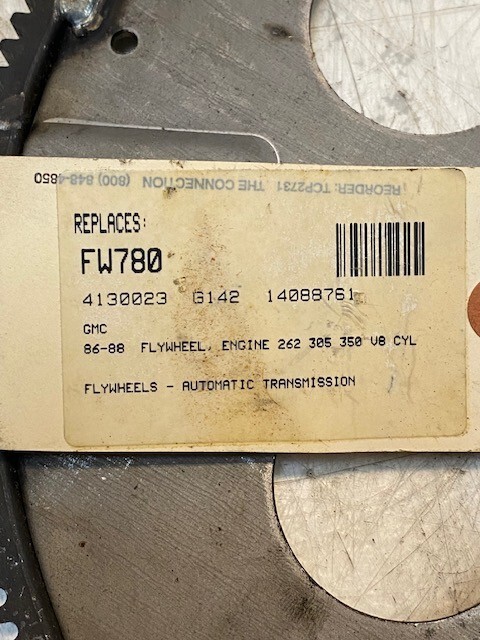 REORDER: TCP2731 THE CONNECTION (800) 848-4850
REPLACES:
FW780
4130023 G142 14088761
GMC
86-88 FLYWHEEL, ENGINE 262 305 350 V8 CYL
FLYWHEELS - AUTOMATIC TRANSMISSION